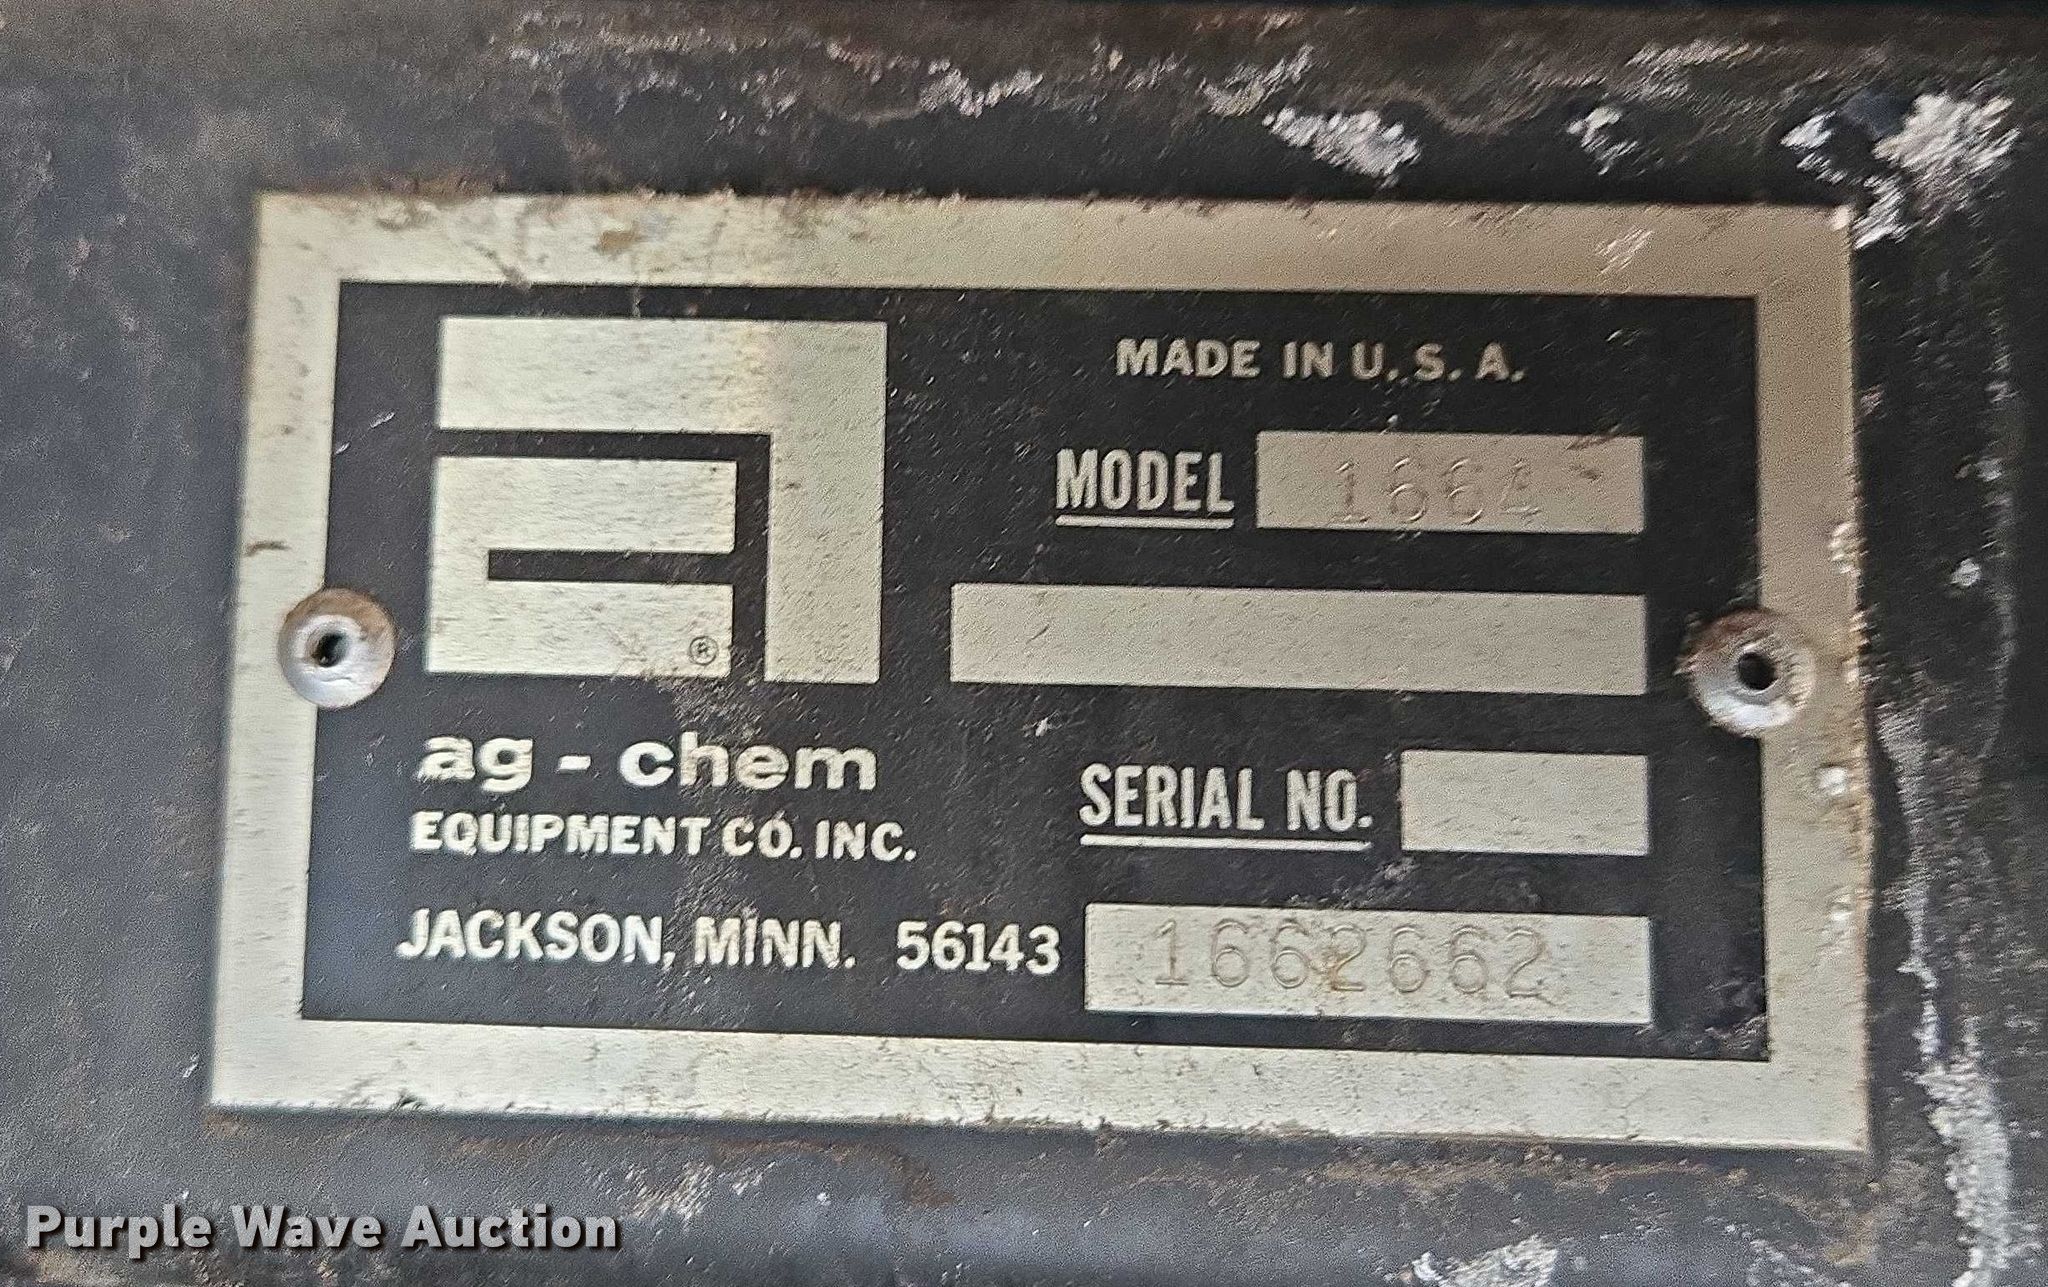 MADE IN U.S.A.
MODEL 1664
®
ag - chem
EQUIPMENT CO. INC.
SERIAL NO.
JACKSON, MINN. 56143
1662662
Purple Wave Auction